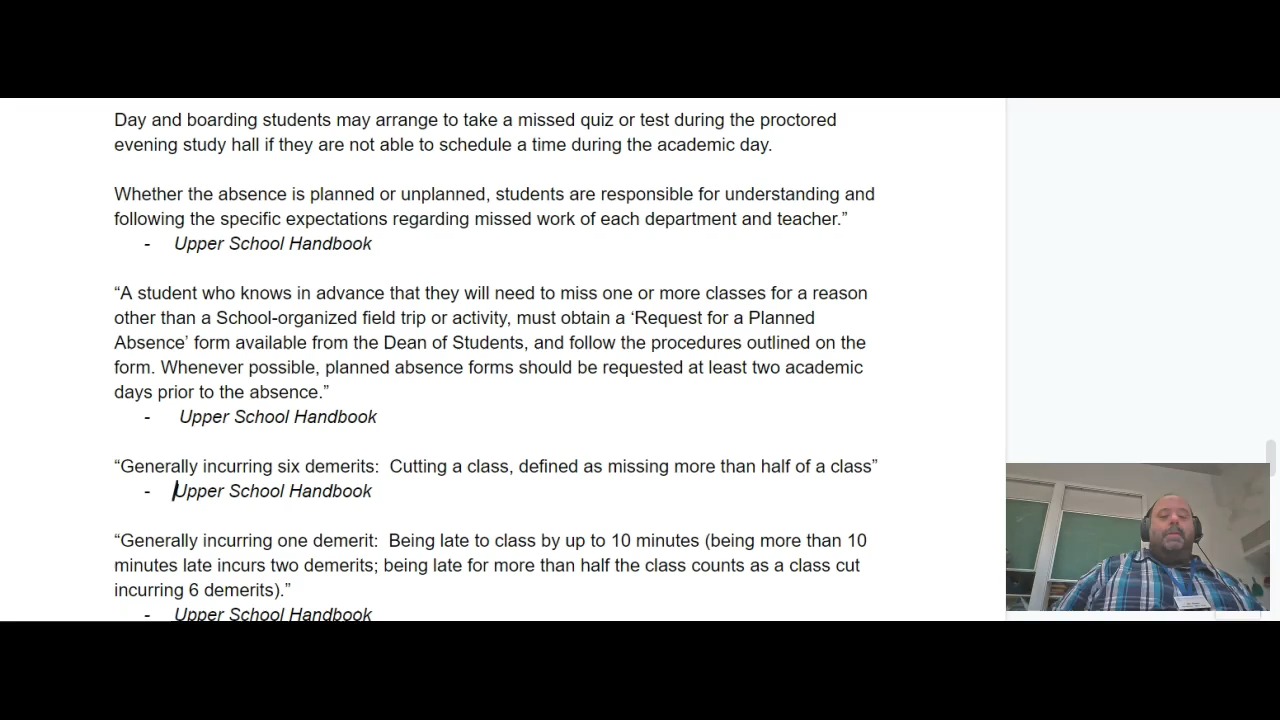 Day and boarding students may arrange to take a missed quiz or test during the proctored
evening study hall if they are not able to schedule a time during the academic day.
Whether the absence is planned or unplanned, students are responsible for understanding and
following the specific expectations regarding missed work of each department and teacher.”
- Upper School Handbook
“A student who knows in advance that they will need to miss one or more classes for a reason
other than a School-organized field trip or activity, must obtain a ‘Request for a Planned
Absence’ form available from the Dean of Students, and follow the procedures outlined on the
form. Whenever possible, planned absence forms should be requested at least two academic
days prior to the absence.”
- Upper School Handbook
“Generally incurring six demerits: Cutting a class, defined as missing more than half of a class”
- Upper School Handbook
“Generally incurring one demerit: Being late to class by up to 10 minutes (being more than 10
minutes late incurs two demerits; being late for more than half the class counts as a class cut
incurring 6 demerits).”
- Upper School Handbook